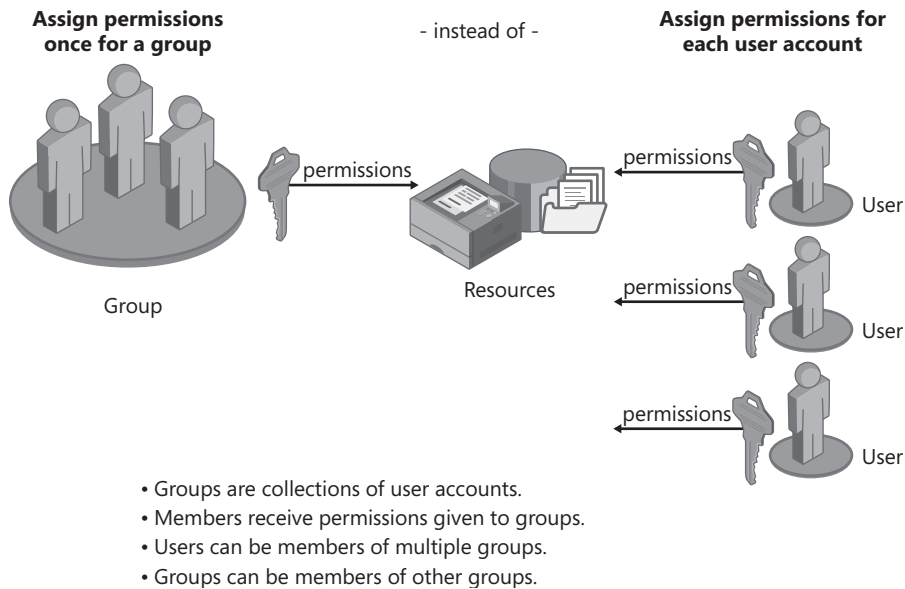 Assign permissions
once for a group
- instead of -
Assign permissions for
each user account
permissions
Group
Resources
permissions
User
permissions
User
permissions
User
• Groups are collections of user accounts.
• Members receive permissions given to groups.
• Users can be members of multiple groups.
• Groups can be members of other groups.